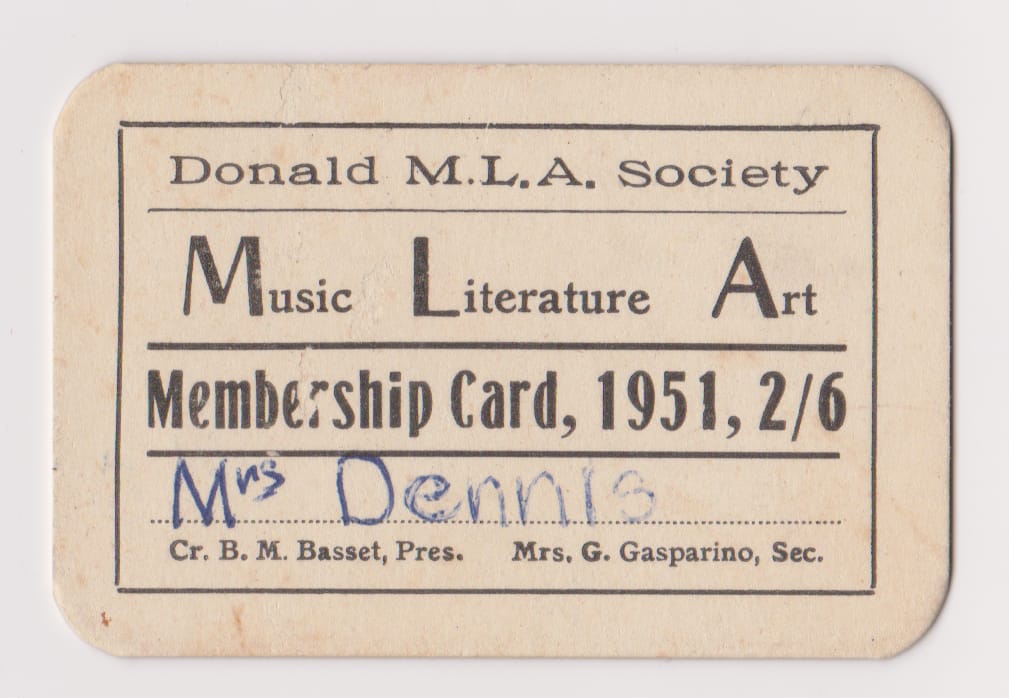 Donald M.L.A. Society
Music Literature Art
Membership Card, 1951, 2/6
Mrs Dennis
Cr. B. M. Basset, Pres. Mrs. G. Gasparino, Sec.